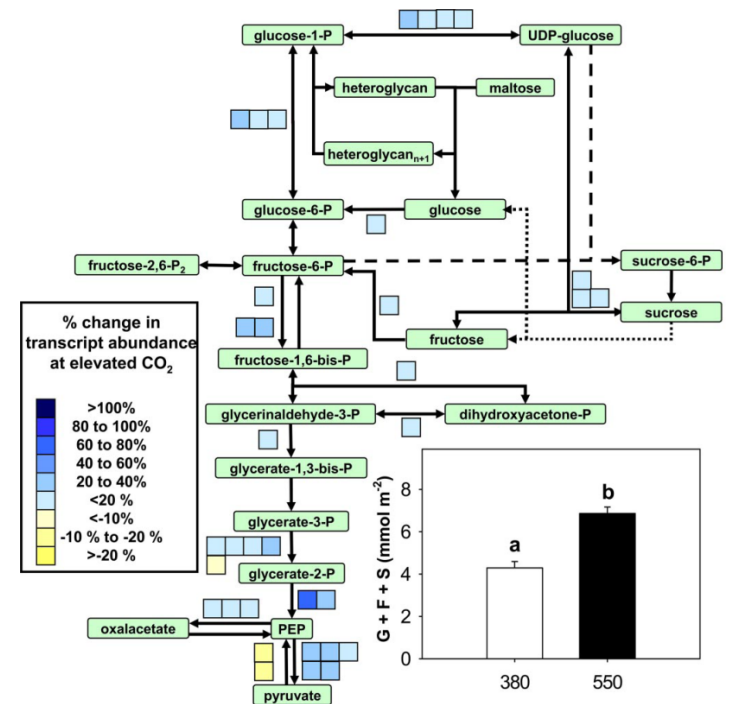 glucose-1-P
UDP-glucose
heteroglycan
maltose
heteroglycanₙ₊₁
glucose-6-P
glucose
fructose-2,6-P₂
fructose-6-P
sucrose-6-P
sucrose
fructose
fructose-1,6-bis-P
glycerinaldehyde-3-P
dihydroxyacetone-P
glycerate-1,3-bis-P
glycerate-3-P
glycerate-2-P
oxalacetate
PEP
pyruvate
% change in
transcript abundance
at elevated CO₂
>100%
80 to 100%
60 to 80%
40 to 60%
20 to 40%
<20 %
<-10%
-10 % to -20 %
>-20 %
G + F + S (mmol m⁻²)
8
6
4
2
0
a
b
380
550